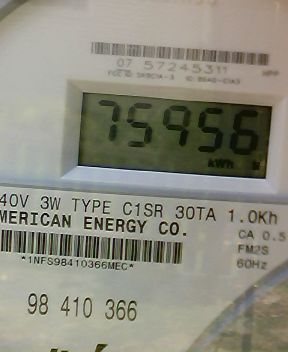 07 57245311
75956
kWh
40V 3W TYPE C1SR 30TA 1.0Kh
MERICAN ENERGY CO.
CA 0.5
FM2S
60Hz
*1NFS98410366MEC*
98 410 366